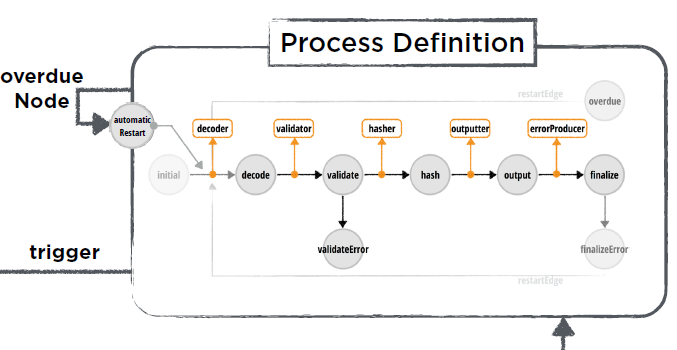 Process Definition
overdue
Node
restartEdge
overdue
automatic
Restart
decoder
validator
hasher
outputter
errorProducer
initial
decode
validate
hash
output
finalize
trigger
validateError
finalizeError
restartEdge